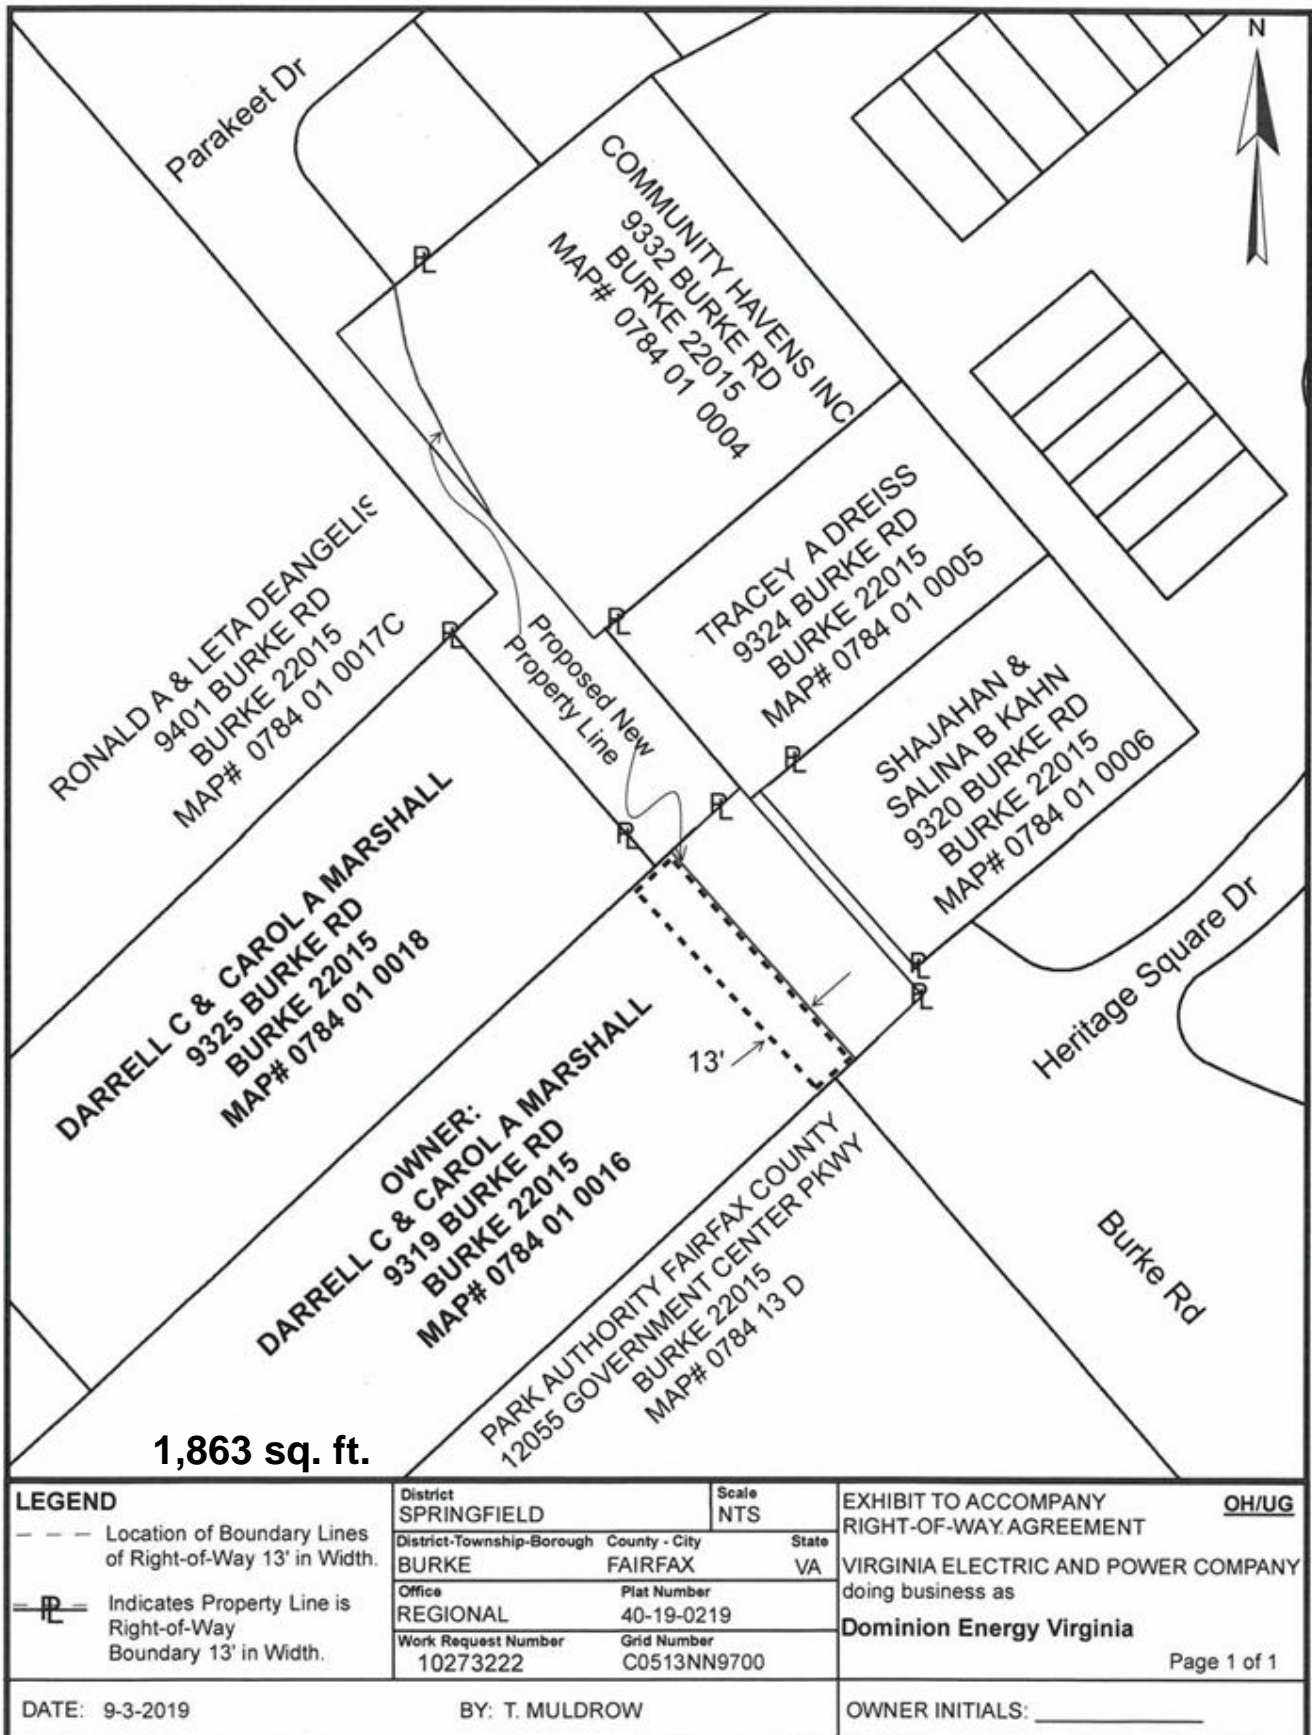 N
Parakeet Dr
COMMUNITY HAVENS INC
9332 BURKE RD
BURKE 22015
MAP# 0784 01 0004
PL
TRACEY A DREISS
9324 BURKE RD
BURKE 22015
MAP# 0784 01 0005
RONALD A & LETA DEANGELIS
9401 BURKE RD
BURKE 22015
MAP# 0784 01 0017C
PL
PL
Proposed New
Property Line
SHAJAHAN &
SALINA B KAHN
9320 BURKE RD
BURKE 22015
MAP# 0784 01 0006
PL
PL
PL
DARRELL C & CAROL A MARSHALL
9325 BURKE RD
BURKE 22015
MAP# 0784 01 0018
PL
PL
Heritage Square Dr
13'
OWNER:
DARRELL C & CAROL A MARSHALL
9319 BURKE RD
BURKE 22015
MAP# 0784 01 0016
PARK AUTHORITY FAIRFAX COUNTY
12055 GOVERNMENT CENTER PKWY
BURKE 22015
MAP# 0784 13 D
Burke Rd
1,863 sq. ft.
LEGEND
Location of Boundary Lines
of Right-of-Way 13' in Width.
PL
Indicates Property Line is
Right-of-Way
Boundary 13' in Width.
District
SPRINGFIELD
Scale
NTS
District-Township-Borough County - City State
BURKE FAIRFAX VA
Office Plat Number
REGIONAL 40-19-0219
Work Request Number Grid Number
10273222 C0513NN9700
EXHIBIT TO ACCOMPANY OH/UG
RIGHT-OF-WAY AGREEMENT
VIRGINIA ELECTRIC AND POWER COMPANY
doing business as
Dominion Energy Virginia
Page 1 of 1
DATE: 9-3-2019
BY: T. MULDROW
OWNER INITIALS: